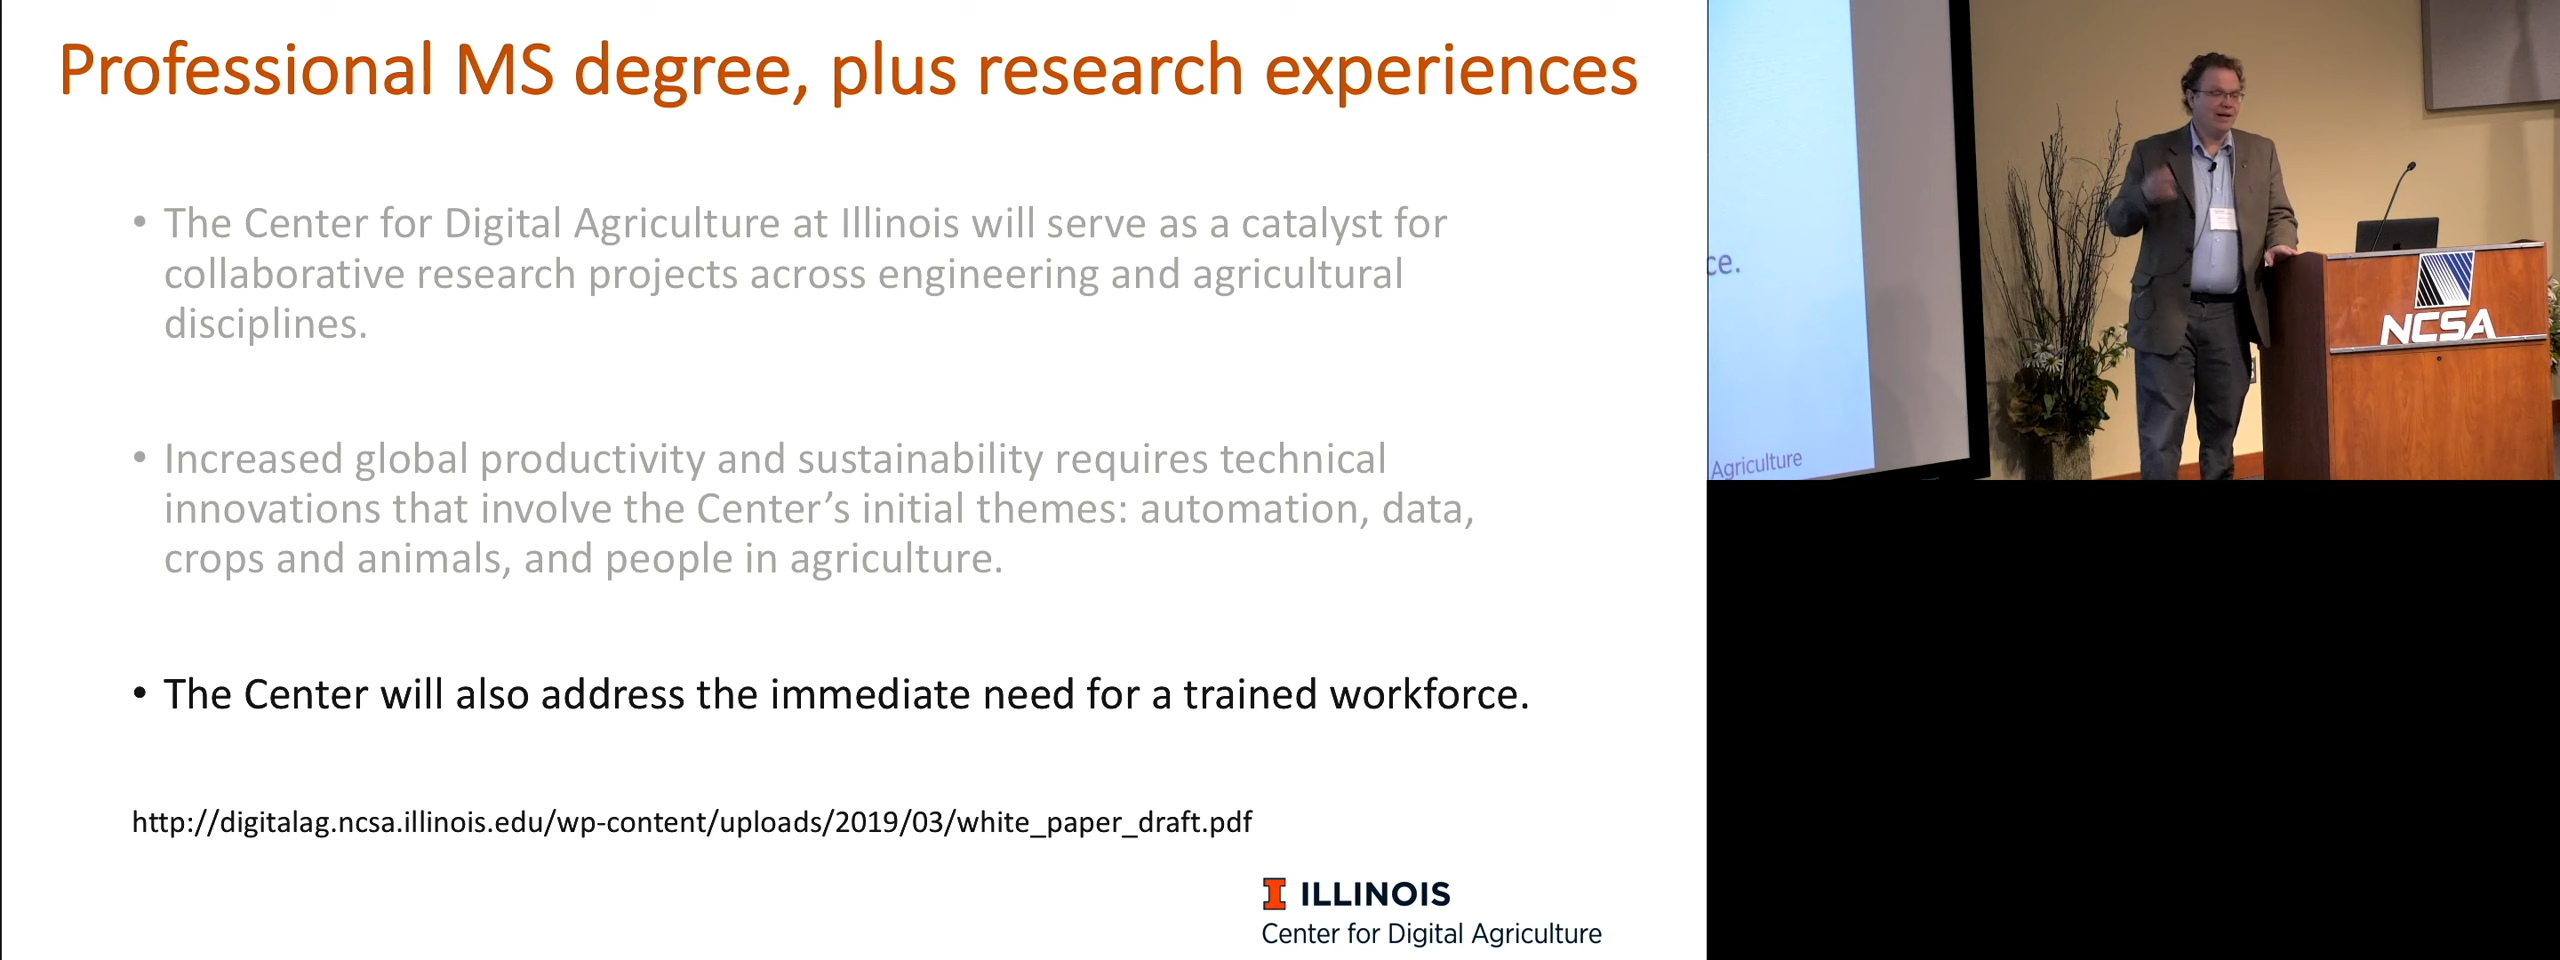 Professional MS degree, plus research experiences
• The Center for Digital Agriculture at Illinois will serve as a catalyst for
collaborative research projects across engineering and agricultural
disciplines.
• Increased global productivity and sustainability requires technical
innovations that involve the Center’s initial themes: automation, data,
crops and animals, and people in agriculture.
• The Center will also address the immediate need for a trained workforce.
http://digitalag.ncsa.illinois.edu/wp-content/uploads/2019/03/white_paper_draft.pdf
I ILLINOIS
Center for Digital Agriculture
ce.
Agriculture
NCSA